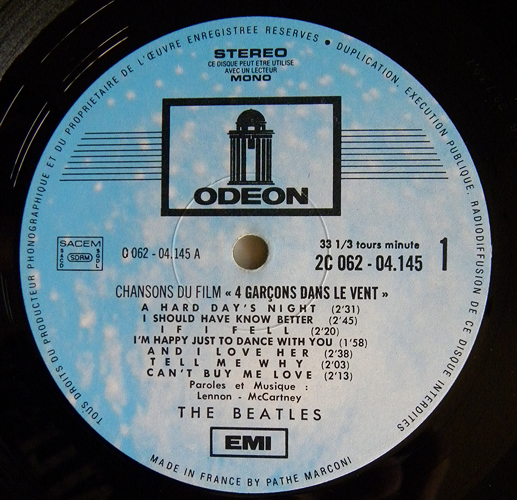 TOUS DROITS DU PRODUCTEUR PHONOGRAPHIQUE ET DU PROPRIETAIRE DE L'ŒUVRE ENREGISTREE RESERVES • DUPLICATION, EXECUTION PUBLIQUE, RADIODIFFUSION DE CE DISQUE INTERDITES
STEREO
CE DISQUE PEUT ETRE UTILISE
AVEC UN LECTEUR
MONO
ODEON
SACEM
SACD SDRM SGDL
O 062 - 04.145 A
33 1/3 tours minute
2C 062 - 04.145 1
CHANSONS DU FILM « 4 GARÇONS DANS LE VENT »
A HARD DAY'S NIGHT (2'31)
I SHOULD HAVE KNOW BETTER (2'45)
IF I FELL (2'20)
I'M HAPPY JUST TO DANCE WITH YOU (1'58)
AND I LOVE HER (2'38)
TELL ME WHY (2'03)
CAN'T BUY ME LOVE (2'13)
Paroles et Musique :
Lennon - McCartney
THE BEATLES
EMI
MADE IN FRANCE BY PATHE MARCONI